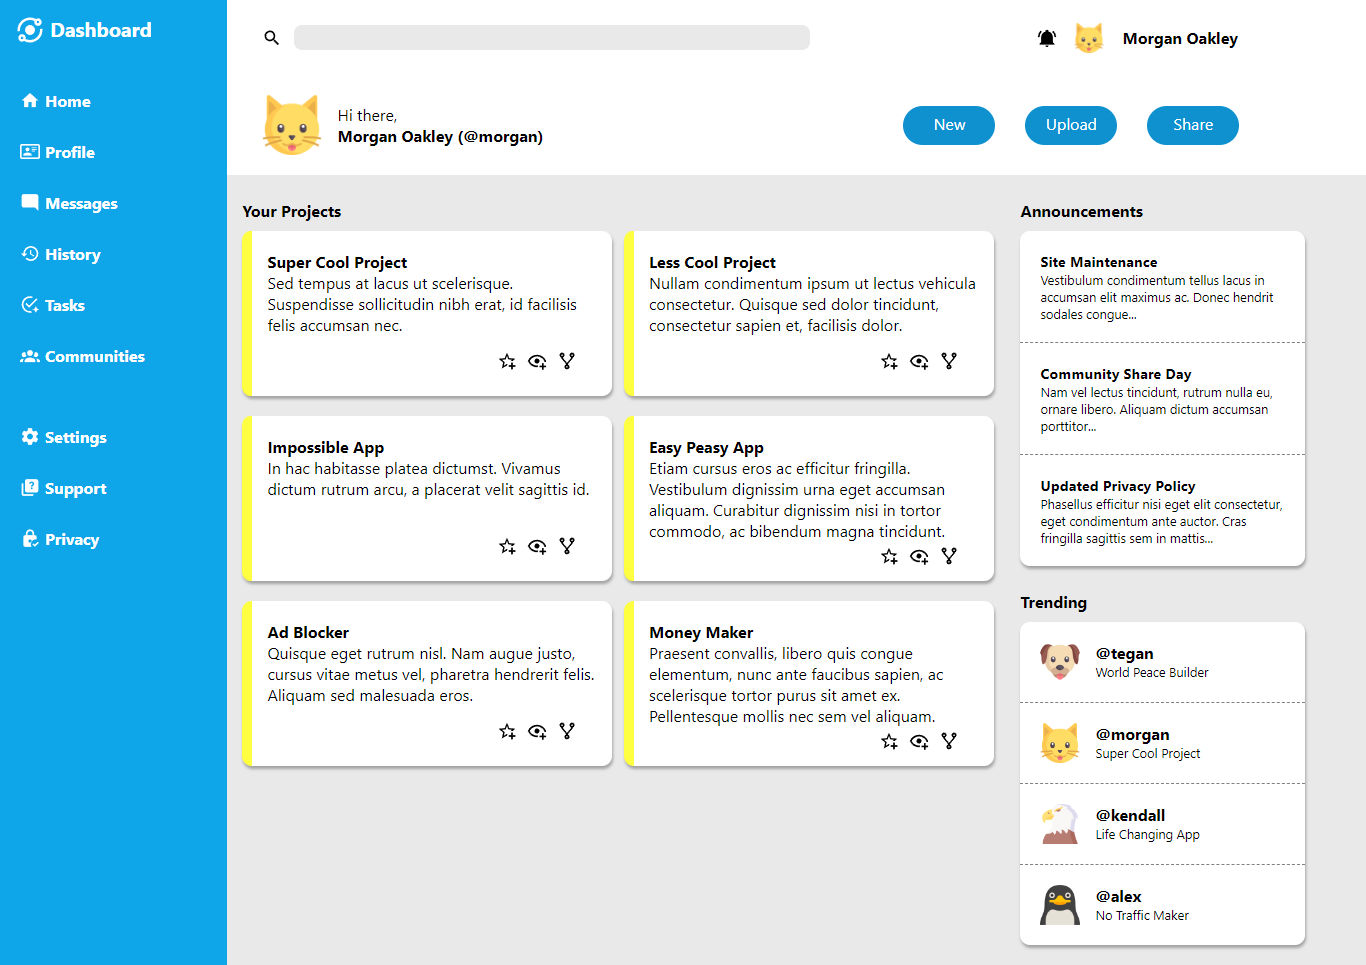 Dashboard
Home
Profile
Messages
History
Tasks
Communities
Settings
Support
Privacy
Morgan Oakley
Hi there,
Morgan Oakley (@morgan)
New
Upload
Share
Your Projects
Super Cool Project
Sed tempus at lacus ut scelerisque.
Suspendisse sollicitudin nibh erat, id facilisis
felis accumsan nec.
Less Cool Project
Nullam condimentum ipsum ut lectus vehicula
consectetur. Quisque sed dolor tincidunt,
consectetur sapien et, facilisis dolor.
Impossible App
In hac habitasse platea dictumst. Vivamus
dictum rutrum arcu, a placerat velit sagittis id.
Easy Peasy App
Etiam cursus eros ac efficitur fringilla.
Vestibulum dignissim urna eget accumsan
aliquam. Curabitur dignissim nisi in tortor
commodo, ac bibendum magna tincidunt.
Ad Blocker
Quisque eget rutrum nisl. Nam augue justo,
cursus vitae metus vel, pharetra hendrerit felis.
Aliquam sed malesuada eros.
Money Maker
Praesent convallis, libero quis congue
elementum, nunc ante faucibus sapien, ac
scelerisque tortor purus sit amet ex.
Pellentesque mollis nec sem vel aliquam.
Announcements
Site Maintenance
Vestibulum condimentum tellus lacus in
accumsan elit maximus ac. Donec hendrit
sodales congue...
Community Share Day
Nam vel lectus tincidunt, rutrum nulla eu,
ornare libero. Aliquam dictum accumsan
porttitor...
Updated Privacy Policy
Phasellus efficitur nisi eget elit consectetur,
eget condimentum ante auctor. Cras
fringilla sagittis sem in mattis...
Trending
@tegan
World Peace Builder
@morgan
Super Cool Project
@kendall
Life Changing App
@alex
No Traffic Maker